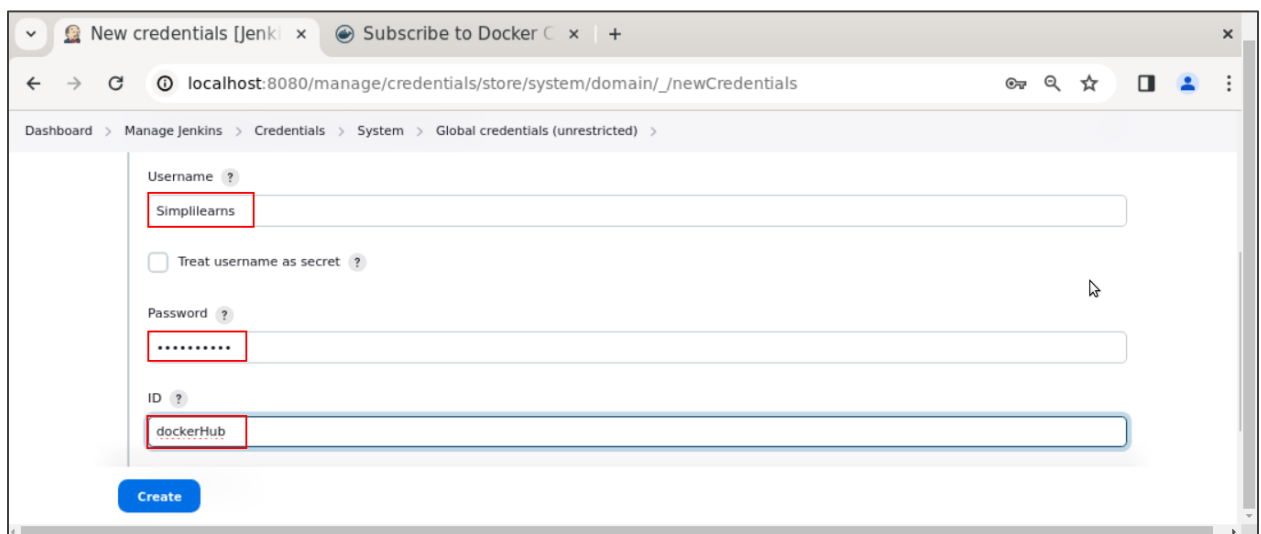 New credentials [Jenki
Subscribe to Docker C
localhost:8080/manage/credentials/store/system/domain/_/newCredentials
Dashboard > Manage Jenkins > Credentials > System > Global credentials (unrestricted) >
Username ?
Simplilearns
Treat username as secret ?
Password ?
••••••••••
ID ?
dockerHub
Create